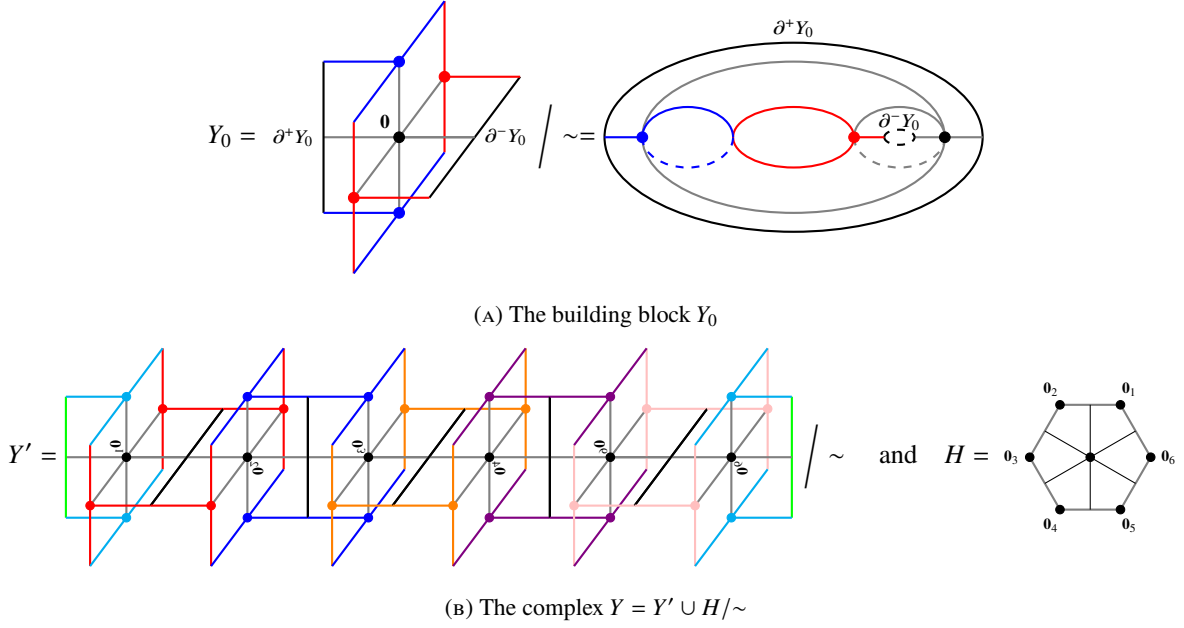 ∂⁺Y₀
Y₀ = ∂⁺Y₀ 0 ∂⁻Y₀ / ∼= ∂⁻Y₀
(A) The building block Y₀
Y′ = 0₁ 0₂ 0₃ 0₄ 0₆ / ∼ and H =
0₂ 0₁
0₃ 0₆
0₄ 0₅
(B) The complex Y = Y′ ∪ H/∼